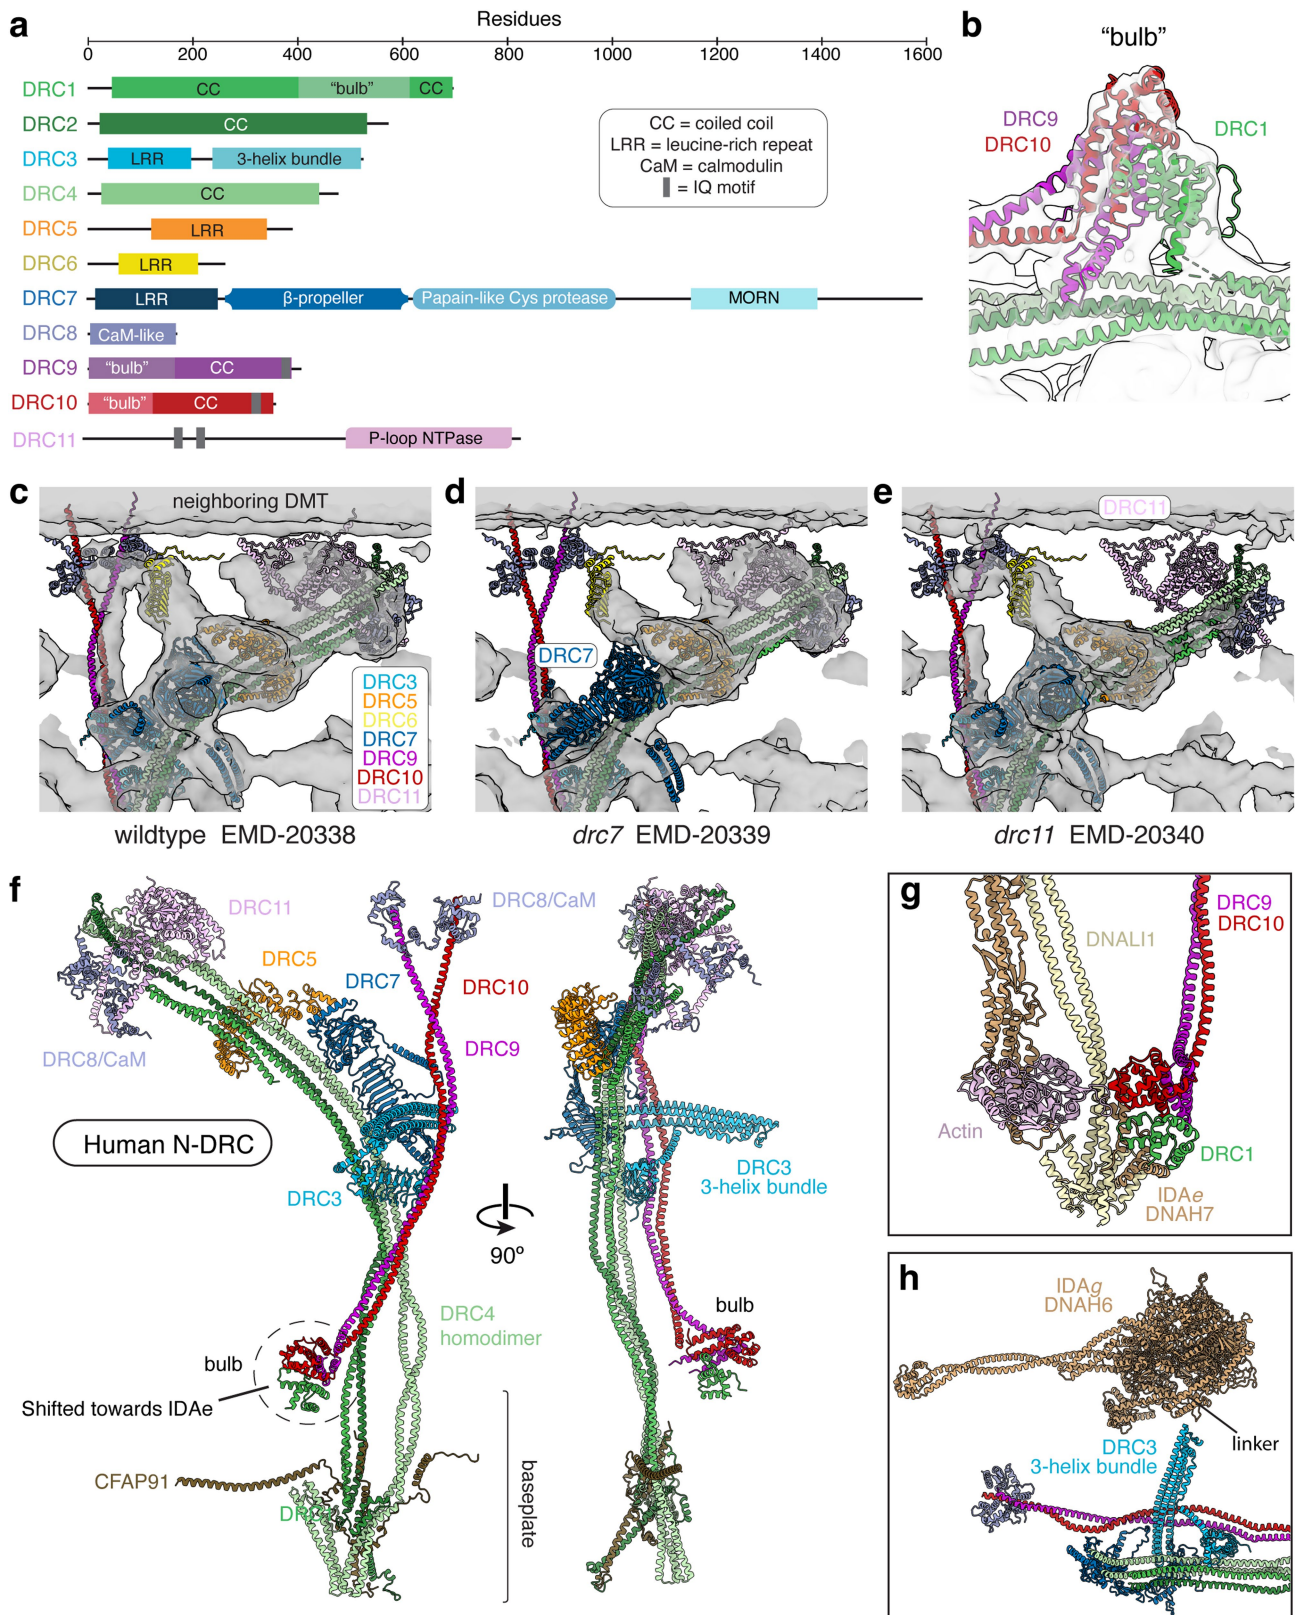 a
Residues
0 200 400 600 800 1000 1200 1400 1600
DRC1 CC "bulb" CC
DRC2 CC
DRC3 LRR 3-helix bundle
DRC4 CC
DRC5 LRR
DRC6 LRR
DRC7 LRR β-propeller Papain-like Cys protease MORN
DRC8 CaM-like
DRC9 "bulb" CC
DRC10 "bulb" CC
DRC11 P-loop NTPase
CC = coiled coil
LRR = leucine-rich repeat
CaM = calmodulin
= IQ motif
b
"bulb"
DRC9
DRC10
DRC1
c
neighboring DMT
DRC3
DRC5
DRC6
DRC7
DRC9
DRC10
DRC11
wildtype EMD-20338
d
DRC7
drc7 EMD-20339
e
DRC11
drc11 EMD-20340
f
DRC11
DRC8/CaM
DRC5
DRC7
DRC10
DRC9
DRC8/CaM
Human N-DRC
DRC3
DRC3
3-helix bundle
90º
DRC4
homodimer
bulb
bulb
Shifted towards IDAe
CFAP91
baseplate
g
DRC9
DRC10
DNALI1
Actin
DRC1
IDAe
DNAH7
h
IDAg
DNAH6
linker
DRC3
3-helix bundle